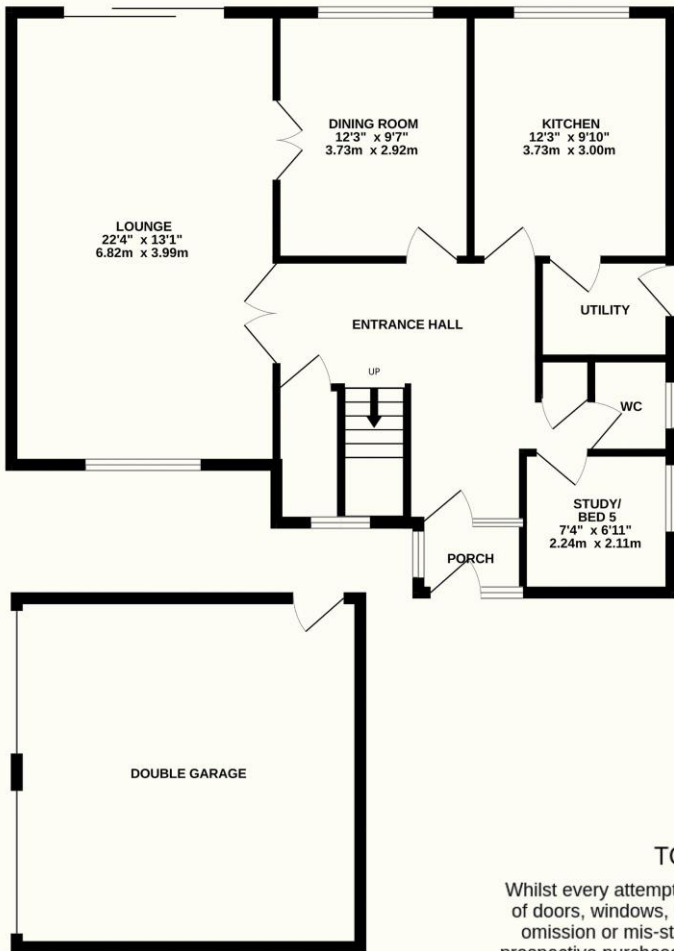 DINING ROOM
12'3" x 9'7"
3.73m x 2.92m
KITCHEN
12'3" x 9'10"
3.73m x 3.00m
LOUNGE
22'4" x 13'1"
6.82m x 3.99m
UTILITY
ENTRANCE HALL
UP
WC
STUDY/
BED 5
7'4" x 6'11"
2.24m x 2.11m
PORCH
DOUBLE GARAGE
TO
Whilst every attempt
of doors, windows,
omission or mis-st
prospective purchase